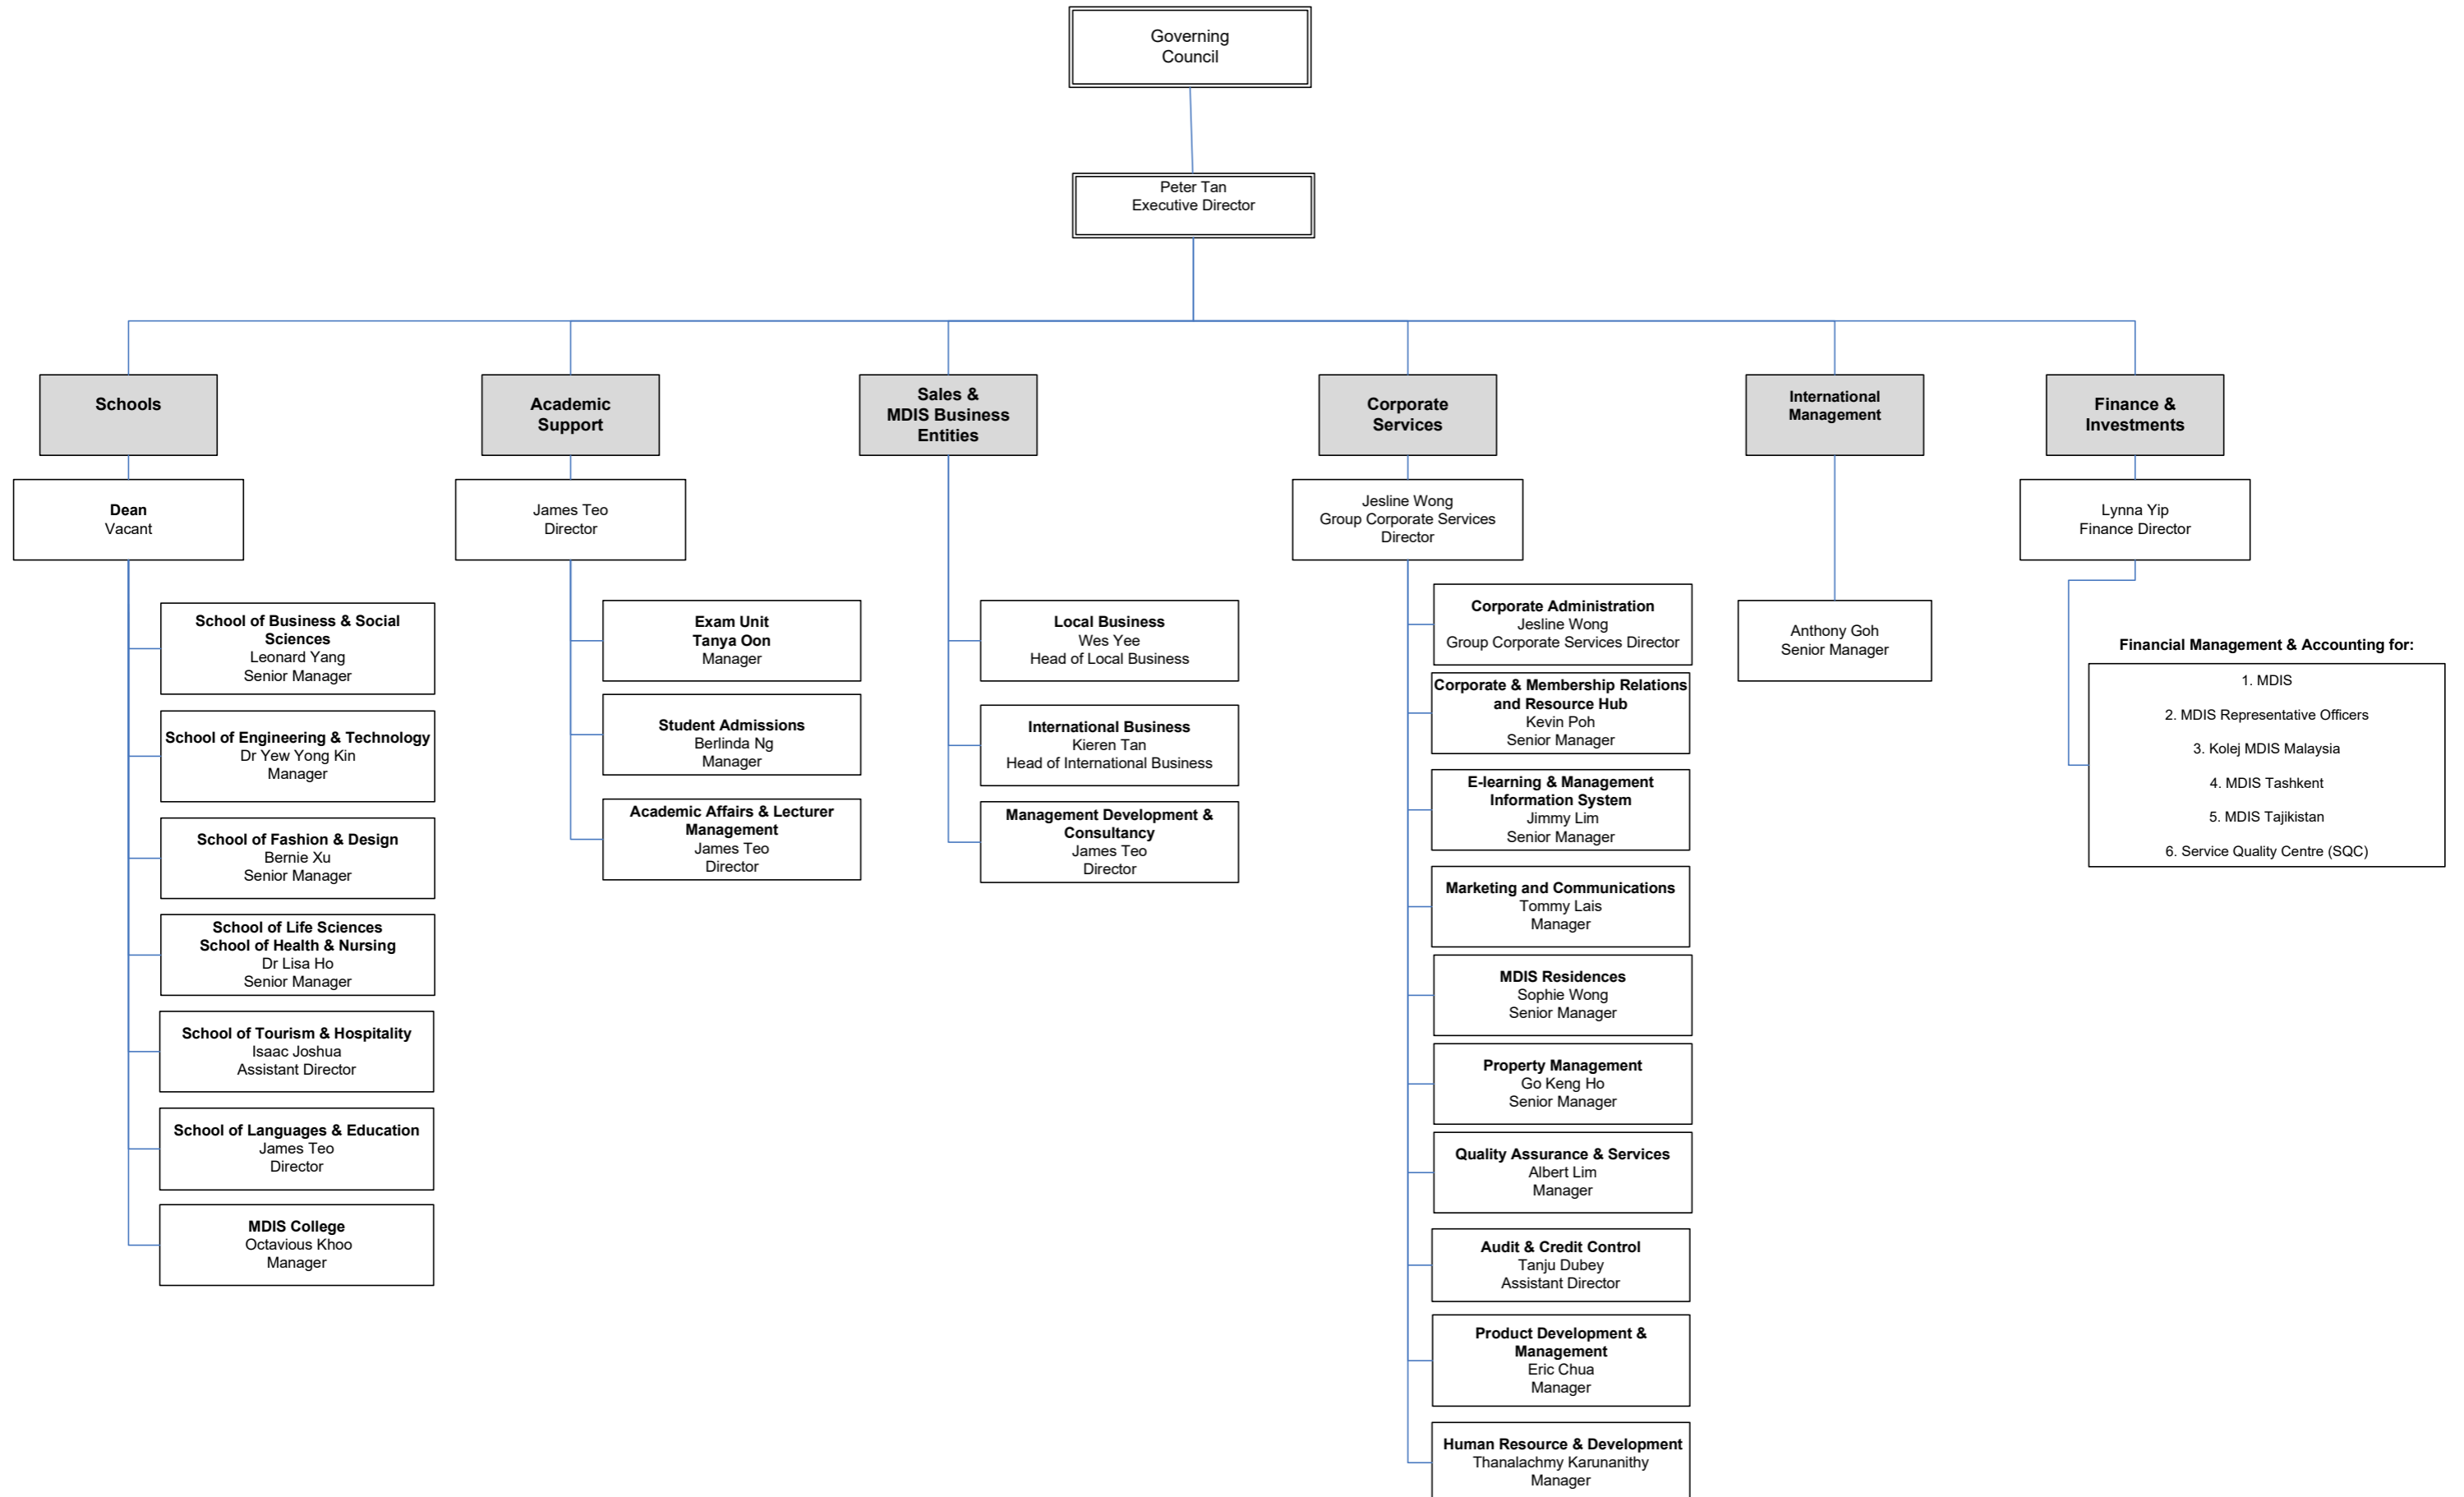 Governing
Council
Peter Tan
Executive Director
Schools
Academic
Support
Sales &
MDIS Business
Entities
Corporate
Services
International
Management
Finance &
Investments
Dean
Vacant
School of Business & Social
Sciences
Leonard Yang
Senior Manager
School of Engineering & Technology
Dr Yew Yong Kin
Manager
School of Fashion & Design
Bernie Xu
Senior Manager
School of Life Sciences
School of Health & Nursing
Dr Lisa Ho
Senior Manager
School of Tourism & Hospitality
Isaac Joshua
Assistant Director
School of Languages & Education
James Teo
Director
MDIS College
Octavious Khoo
Manager
James Teo
Director
Exam Unit
Tanya Oon
Manager
Student Admissions
Berlinda Ng
Manager
Academic Affairs & Lecturer
Management
James Teo
Director
Local Business
Wes Yee
Head of Local Business
International Business
Kieren Tan
Head of International Business
Management Development &
Consultancy
James Teo
Director
Jesline Wong
Group Corporate Services
Director
Corporate Administration
Jesline Wong
Group Corporate Services Director
Corporate & Membership Relations
and Resource Hub
Kevin Poh
Senior Manager
E-learning & Management
Information System
Jimmy Lim
Senior Manager
Marketing and Communications
Tommy Lais
Manager
MDIS Residences
Sophie Wong
Senior Manager
Property Management
Go Keng Ho
Senior Manager
Quality Assurance & Services
Albert Lim
Manager
Audit & Credit Control
Tanju Dubey
Assistant Director
Product Development &
Management
Eric Chua
Manager
Human Resource & Development
Thanalachmy Karunanithy
Manager
Anthony Goh
Senior Manager
Lynna Yip
Finance Director
Financial Management & Accounting for:
1. MDIS
2. MDIS Representative Officers
3. Kolej MDIS Malaysia
4. MDIS Tashkent
5. MDIS Tajikistan
6. Service Quality Centre (SQC)